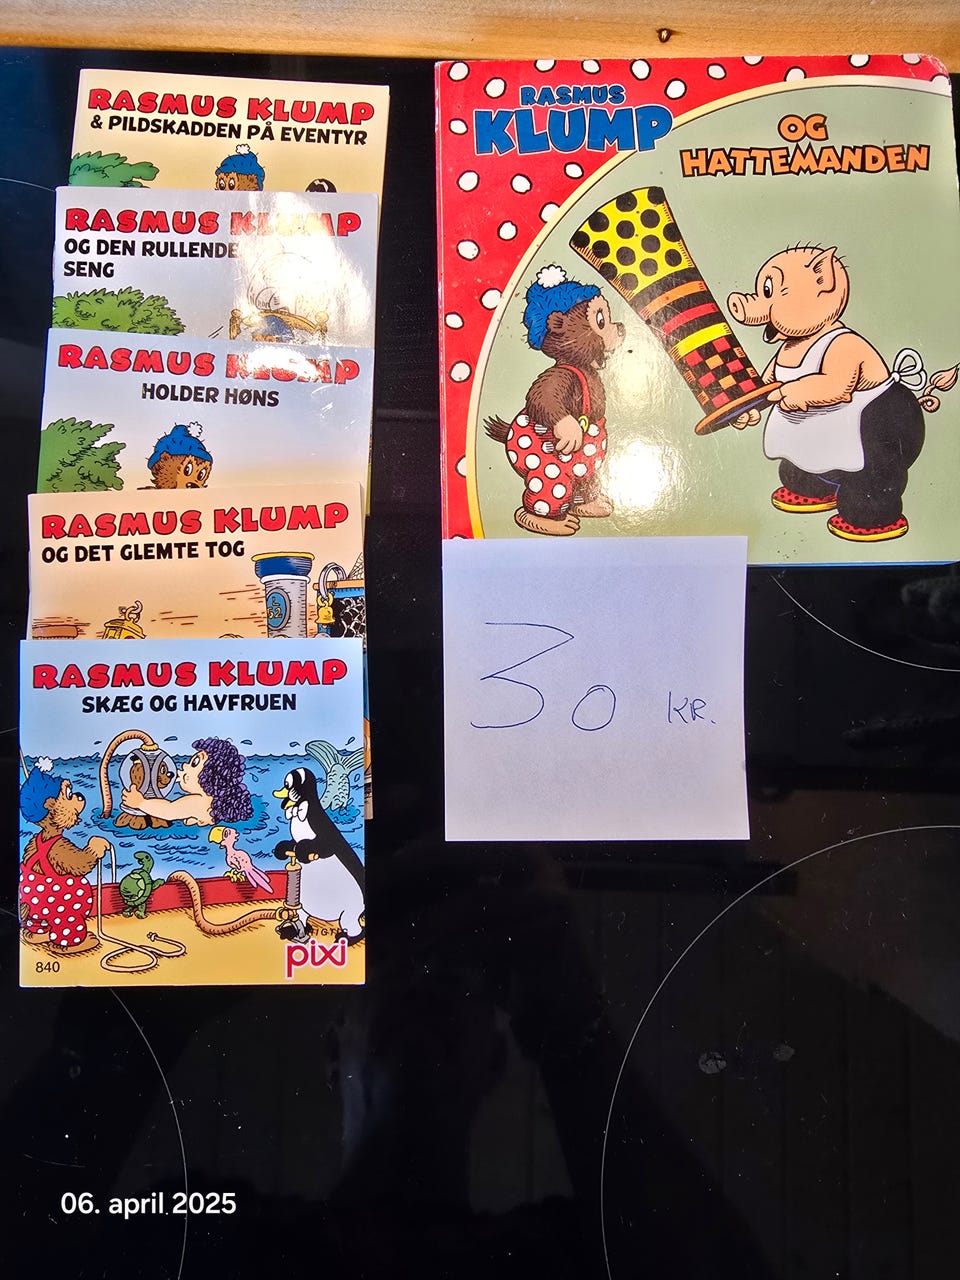 RASMUS KLUMP
& PILDSKADDEN PÅ EVENTYR
RASMUS KLUMP
OG DEN RULLENDE
SENG
RASMUS KLUMP
HOLDER HØNS
RASMUS KLUMP
OG DET GLEMTE TOG
RASMUS KLUMP
SKÆG OG HAVFRUEN
840
pixi
RASMUS
KLUMP
OG
HATTEMANDEN
30 KR.
06. april 2025